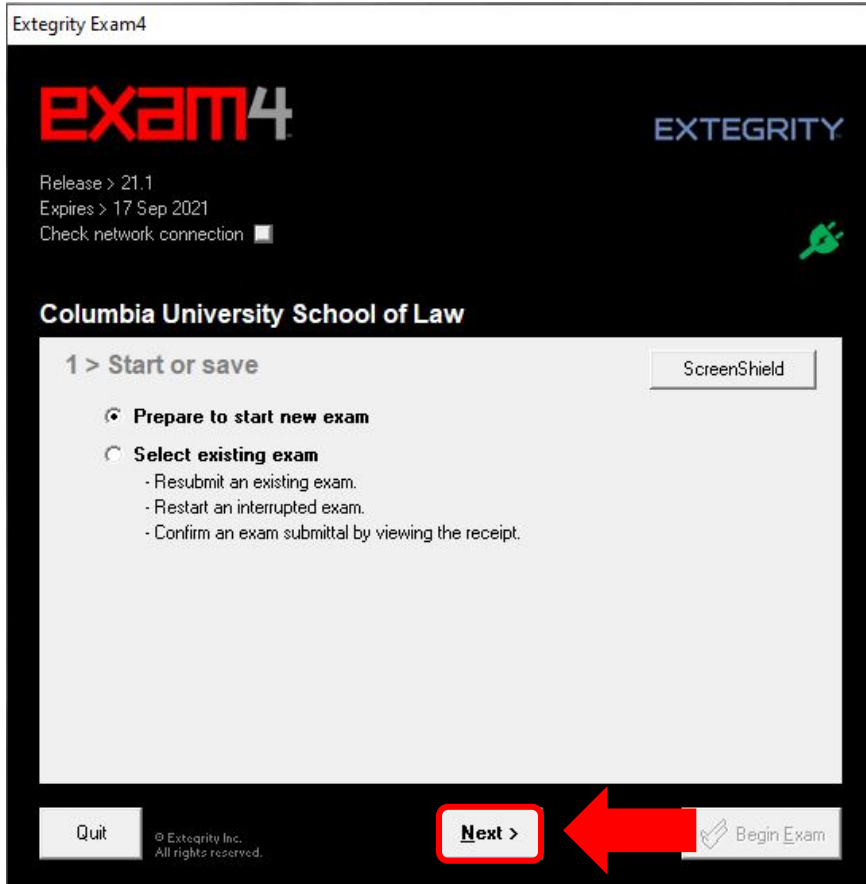 Extegrity Exam4
exam4
EXTEGRITY
Release > 21.1
Expires > 17 Sep 2021
Check network connection
Columbia University School of Law
1 > Start or save
ScreenShield
Prepare to start new exam
Select existing exam
- Resubmit an existing exam.
- Restart an interrupted exam.
- Confirm an exam submittal by viewing the receipt.
Quit
© Extegrity Inc.
All rights reserved.
Next >
Begin Exam